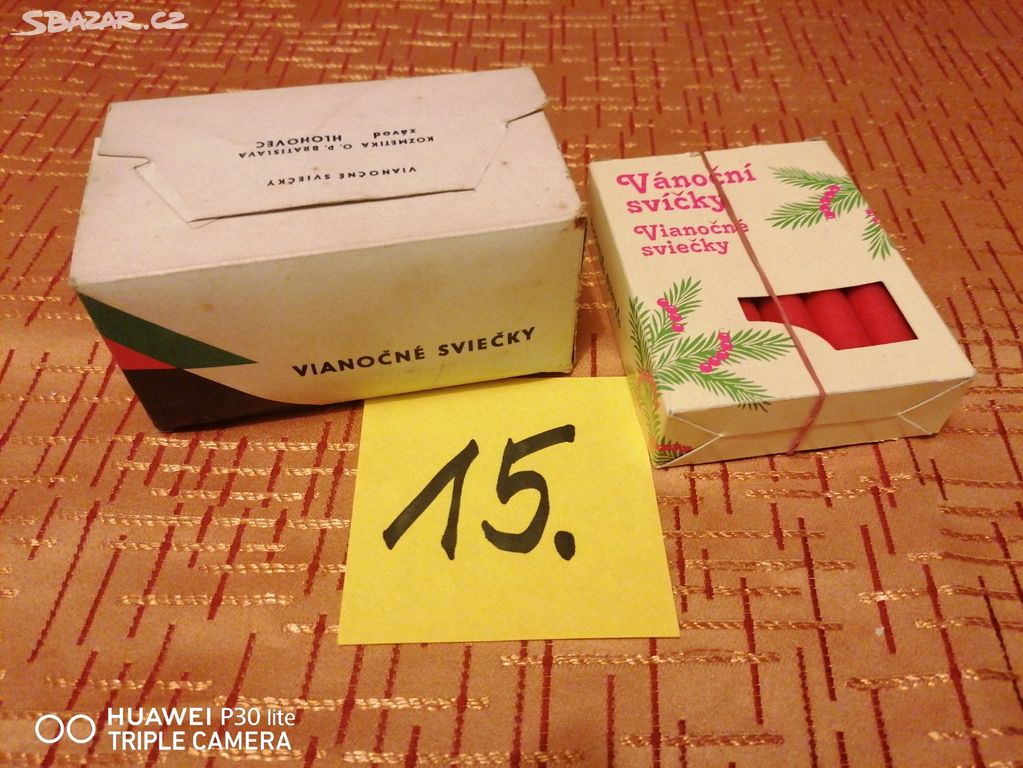 SBAZAR.CZ
VIANOČNÉ SVIEČKY
KOZMETIKA O. P. BRATISLAVA
závod HLOHOVEC
VIANOČNÉ SVIEČKY
Vánoční
svíčky
Vianočné
sviečky
15.
HUAWEI P30 lite
TRIPLE CAMERA